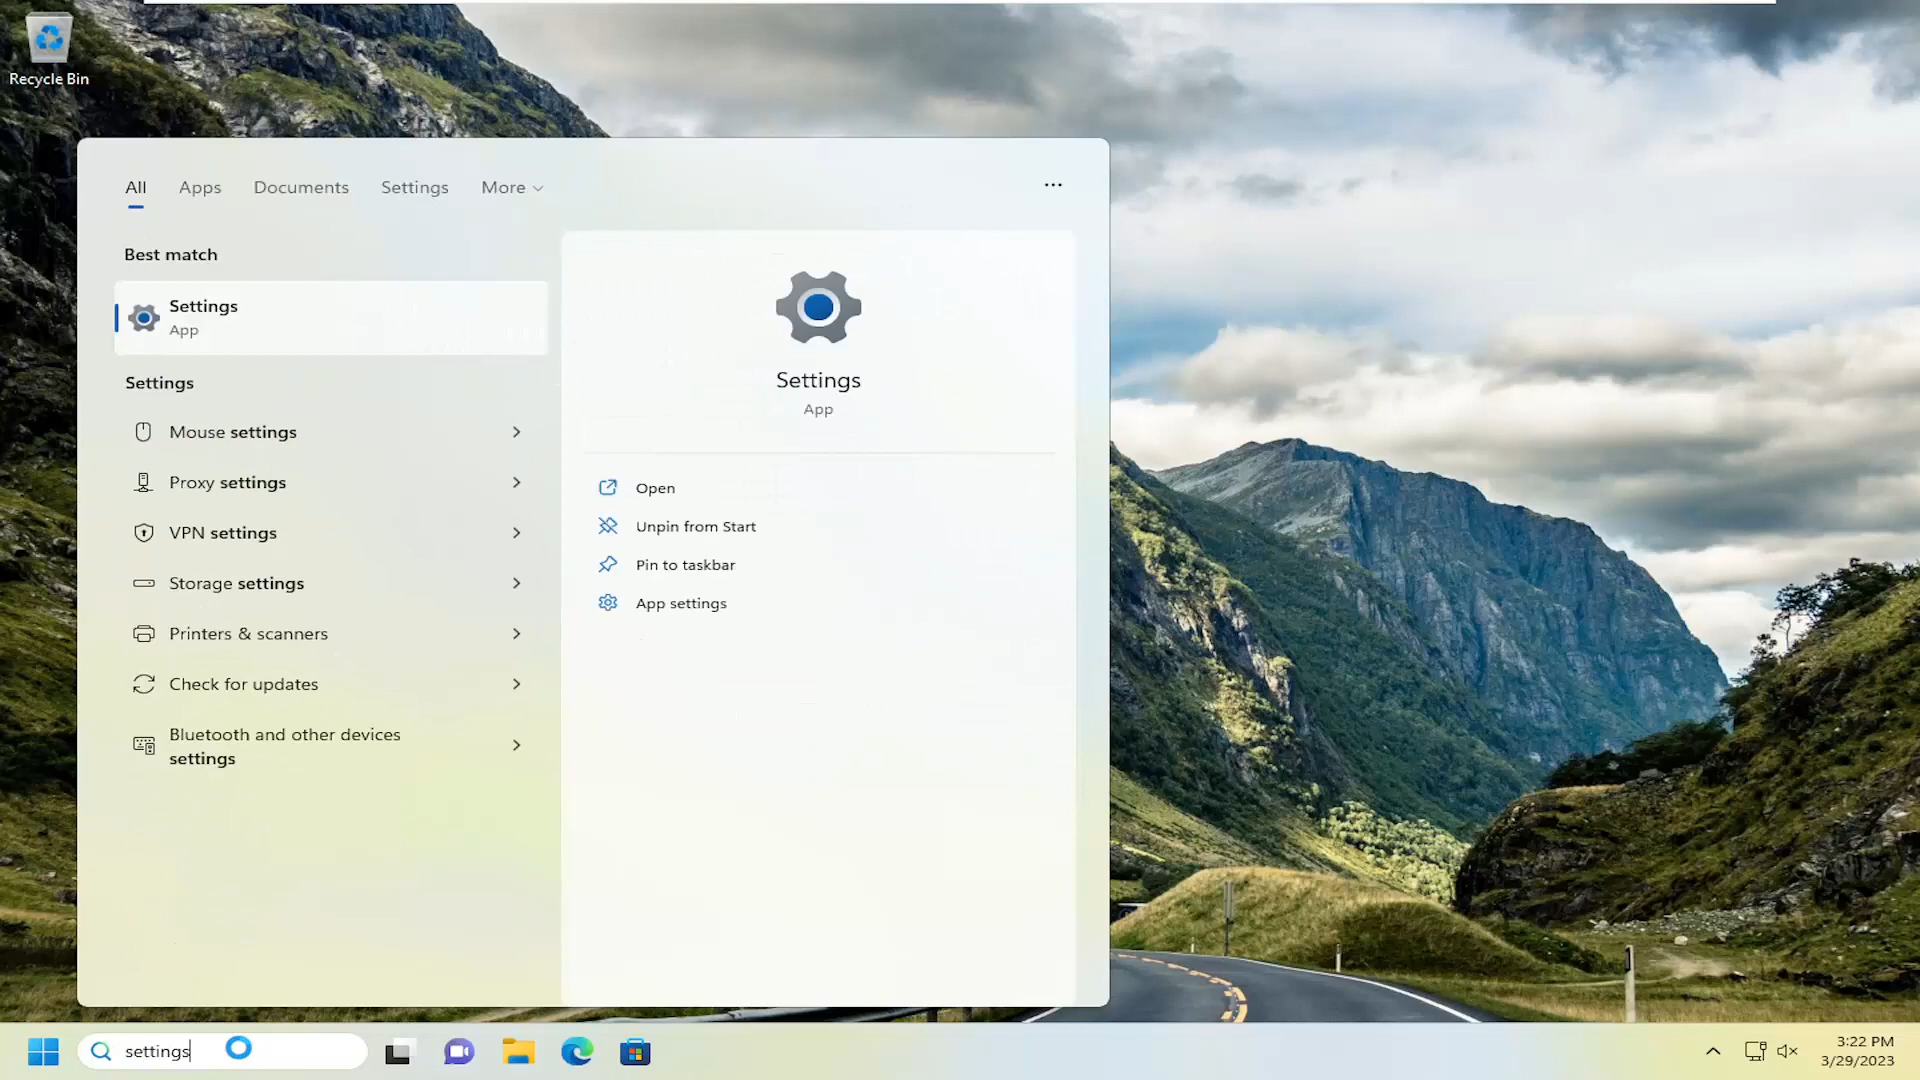 Recycle Bin
All Apps Documents Settings More
Best match
Settings
App
Settings
Mouse settings
Proxy settings
VPN settings
Storage settings
Printers & scanners
Check for updates
Bluetooth and other devices
settings
Settings
App
Open
Unpin from Start
Pin to taskbar
App settings
settings
3:22 PM
3/29/2023